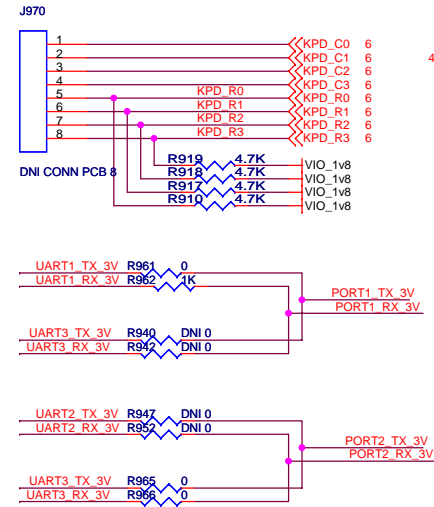 J970
1 KPD_C0 6
2 KPD_C1 6 4
3 KPD_C2 6
4 KPD_C3 6
5 KPD_R0 KPD_R0 6
6 KPD_R1 KPD_R1 6
7 KPD_R2 KPD_R2 6
8 KPD_R3 KPD_R3 6
DNI CONN PCB 8
R919 4.7K VIO_1v8
R918 4.7K VIO_1v8
R917 4.7K VIO_1v8
R910 4.7K VIO_1v8
UART1_TX_3V R961 0
UART1_RX_3V R962 1K
PORT1_TX_3V
PORT1_RX_3V
UART3_TX_3V R940 DNI 0
UART3_RX_3V R942 DNI 0
UART2_TX_3V R947 DNI 0
UART2_RX_3V R952 DNI 0
PORT2_TX_3V
PORT2_RX_3V
UART3_TX_3V R965 0
UART3_RX_3V R966 0